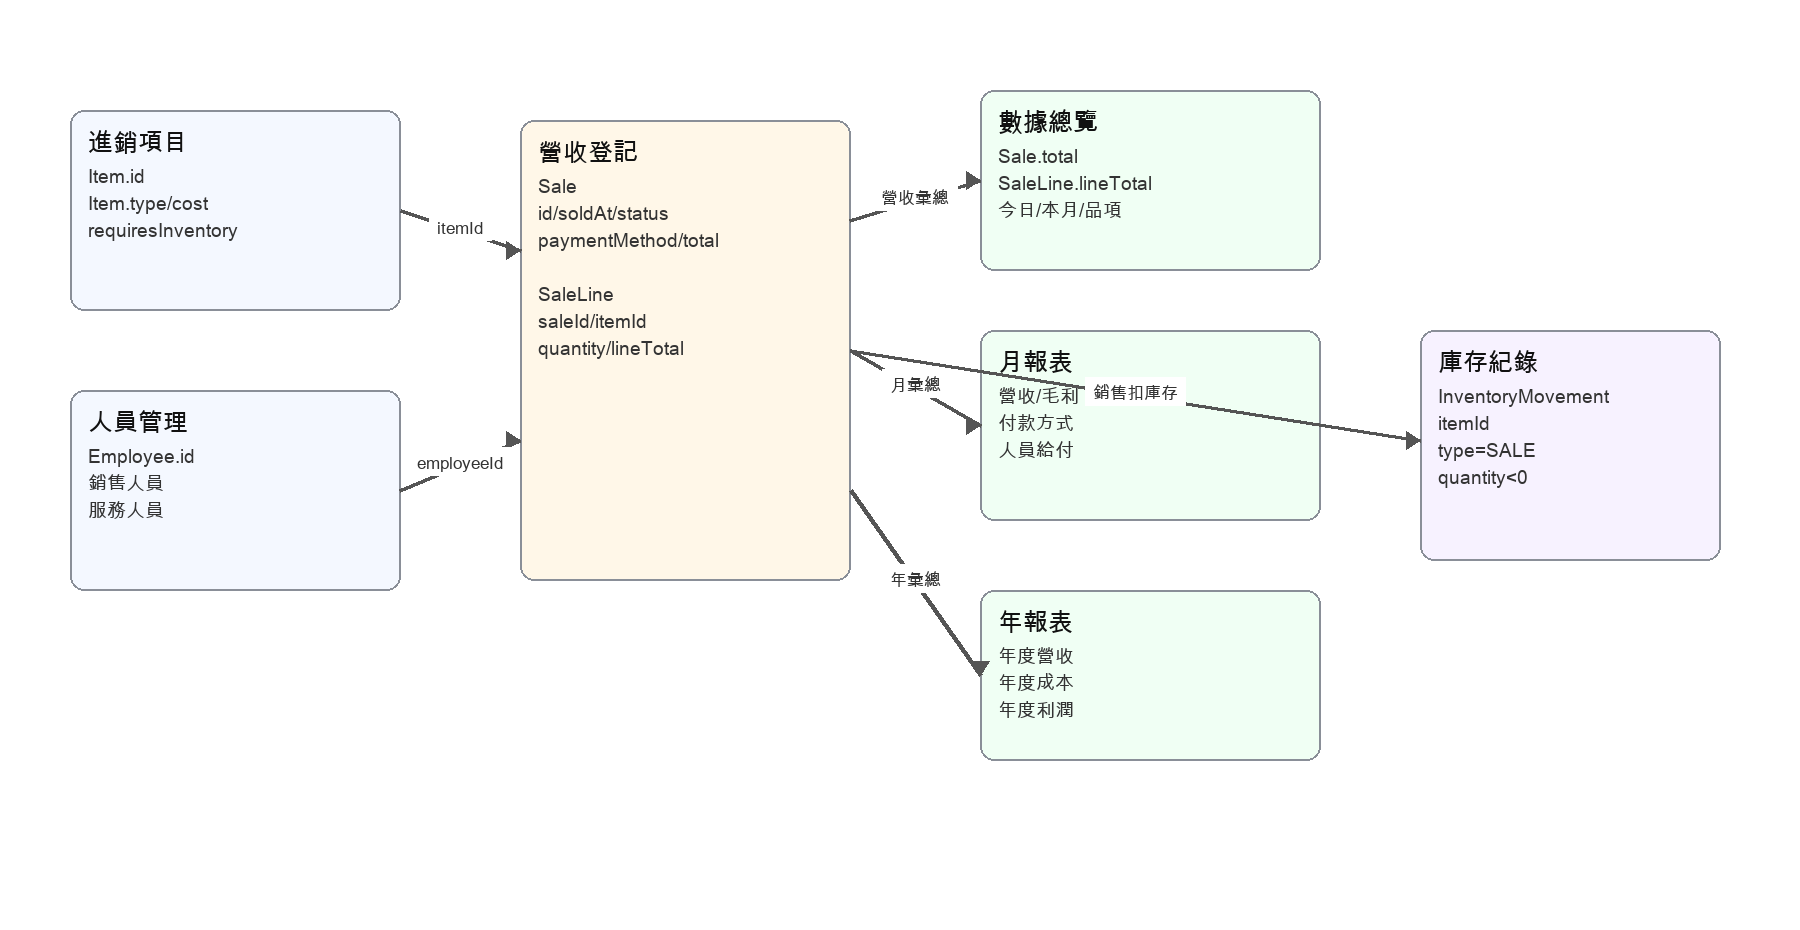 進銷項目
Item.id
Item.type/cost
requiresInventory
itemId
人員管理
Employee.id
銷售人員
服務人員
employeeId
營收登記
Sale
id/soldAt/status
paymentMethod/total
SaleLine
saleId/itemId
quantity/lineTotal
營收彙總
數據總覽
Sale.total
SaleLine.lineTotal
今日/本月/品項
月彙總
月報表
營收/毛利
付款方式
人員給付
銷售扣庫存
庫存紀錄
InventoryMovement
itemId
type=SALE
quantity<0
年彙總
年報表
年度營收
年度成本
年度利潤